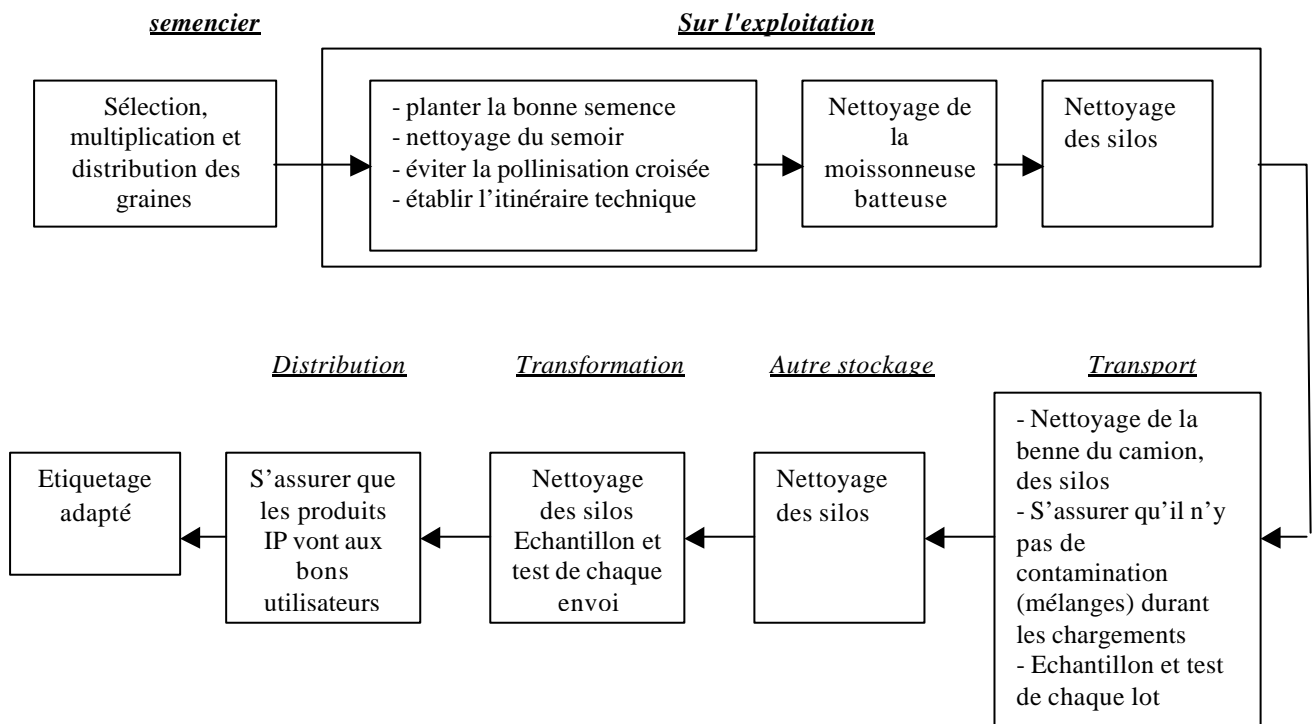 semencier
Sur l'exploitation
Sélection,
multiplication et
distribution des
graines
- planter la bonne semence
- nettoyage du semoir
- éviter la pollinisation croisée
- établir l'itinéraire technique
Nettoyage de
la
moissonneuse
batteuse
Nettoyage
des silos
Distribution
Transformation
Autre stockage
Transport
Etiquetage
adapté
S'assurer que
les produits
IP vont aux
bons
utilisateurs
Nettoyage
des silos
Echantillon et
test de chaque
envoi
Nettoyage
des silos
- Nettoyage de la
benne du camion,
des silos
- S'assurer qu'il n'y
pas de
contamination
(mélanges) durant
les chargements
- Echantillon et test
de chaque lot